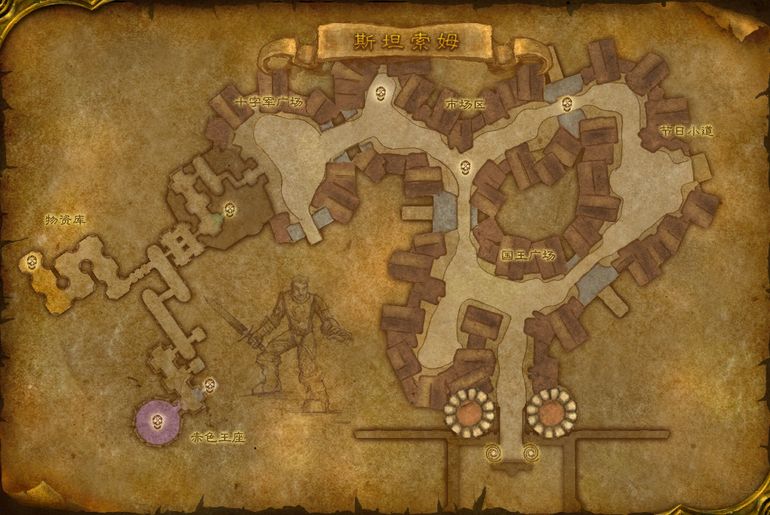 斯坦索姆
十字军广场
市场区
节日小道
物资库
国王广场
赤色王座